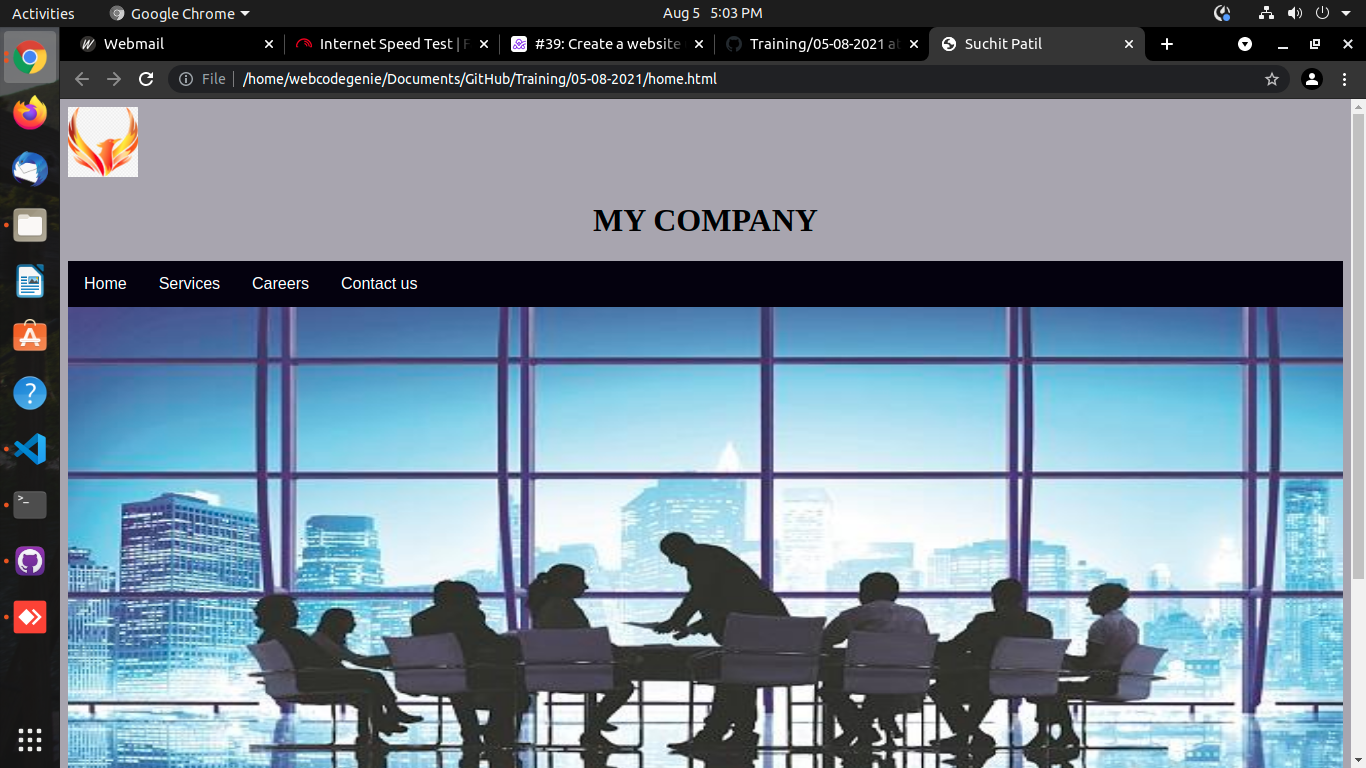 Activities
Google Chrome
Aug 5 5:03 PM
Webmail
Internet Speed Test | F
#39: Create a website
Training/05-08-2021 at
Suchit Patil
File
/home/webcodegenie/Documents/GitHub/Training/05-08-2021/home.html
MY COMPANY
Home
Services
Careers
Contact us